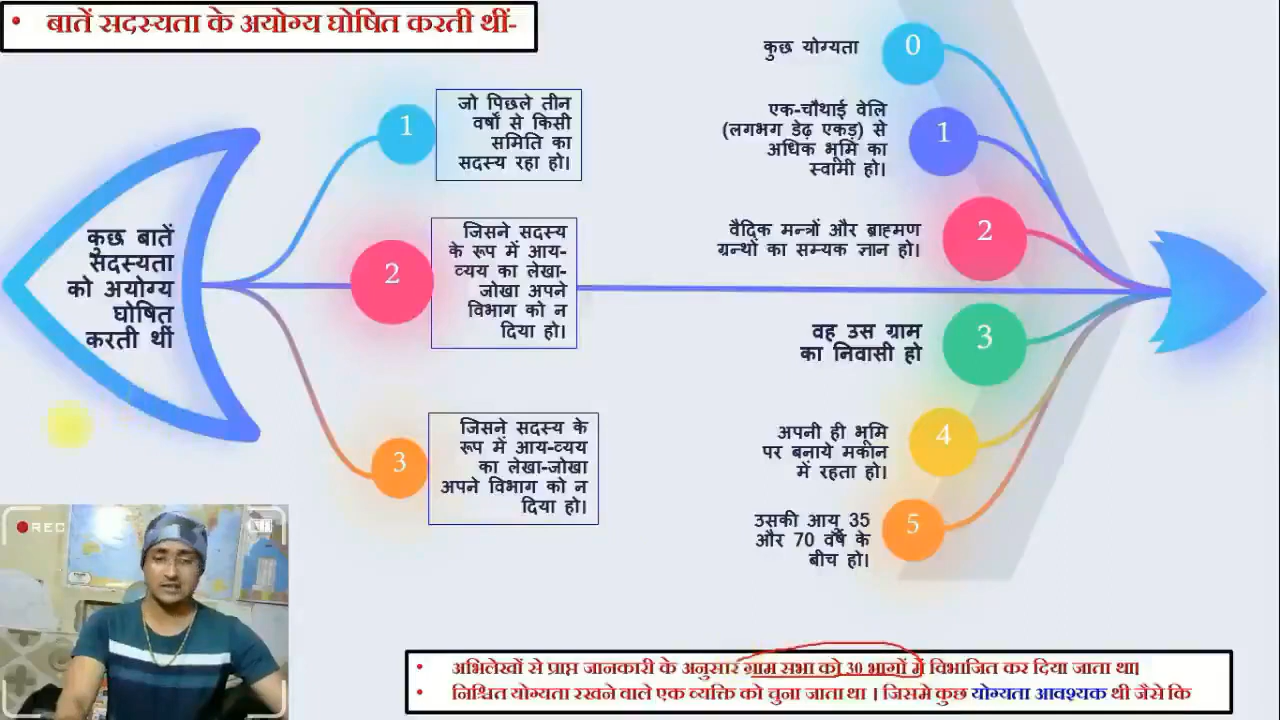 • बातें सदस्यता के अयोग्य घोषित करती थीं-
कुछ बातें
सदस्यता
को अयोग्य
घोषित
करती थीं
1
जो पिछले तीन
वर्षों से किसी
समिति का
सदस्य रहा हो।
2
जिसने सदस्य
के रूप में आय-
व्यय का लेखा-
जोखा अपने
विभाग को न
दिया हो।
3
जिसने सदस्य के
रूप में आय-व्यय
का लेखा-जोखा
अपने विभाग को न
दिया हो।
कुछ योग्यता
0
एक-चौथाई वेलि
(लगभग डेढ़ एकड़) से
अधिक भूमि का
स्वामी हो।
1
वैदिक मन्त्रों और ब्राह्मण
ग्रन्थों का सम्यक ज्ञान हो।
2
वह उस ग्राम
का निवासी हो
3
अपनी ही भूमि
पर बनाये मकान
में रहता हो।
4
उसकी आयु 35
और 70 वर्ष के
बीच हो।
5
REC
• अभिलेखों से प्राप्त जानकारी के अनुसार ग्राम सभा को 30 भागों में विभाजित कर दिया जाता था।
• निश्चित योग्यता रखने वाले एक व्यक्ति को चुना जाता था । जिसमे कुछ योग्यता आवश्यक थी जैसे कि